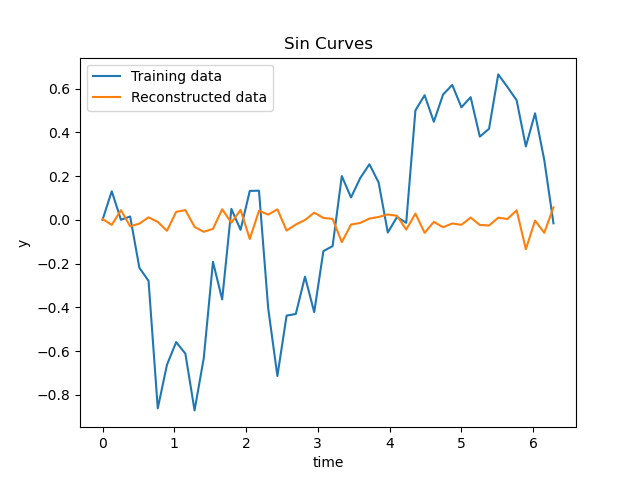 Sin Curves
Training data
Reconstructed data
0.6
0.4
0.2
0.0
−0.2
−0.4
−0.6
−0.8
y
0 1 2 3 4 5 6
time